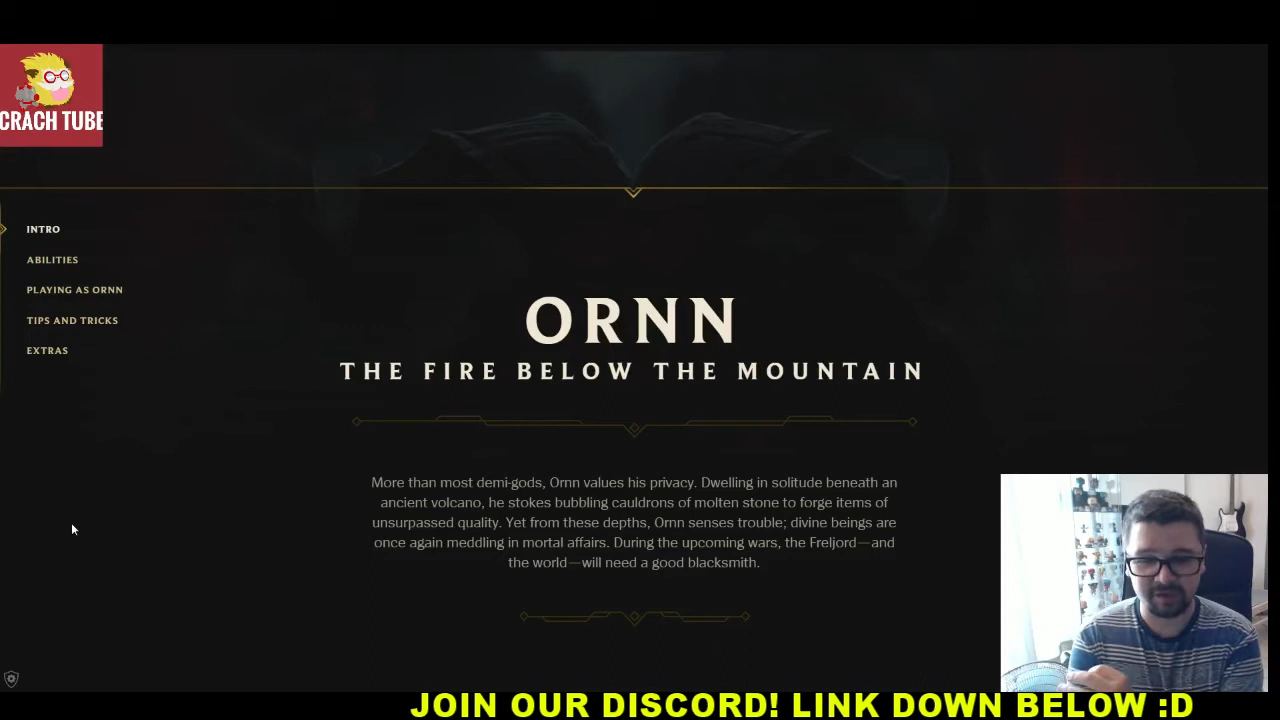 CRACH TUBE
INTRO
ABILITIES
PLAYING AS ORNN
TIPS AND TRICKS
EXTRAS
ORNN
THE FIRE BELOW THE MOUNTAIN
More than most demi-gods, Ornn values his privacy. Dwelling in solitude beneath an
ancient volcano, he stokes bubbling cauldrons of molten stone to forge items of
unsurpassed quality. Yet from these depths, Ornn senses trouble; divine beings are
once again meddling in mortal affairs. During the upcoming wars, the Freljord—and
the world—will need a good blacksmith.
JOIN OUR DISCORD! LINK DOWN BELOW :D